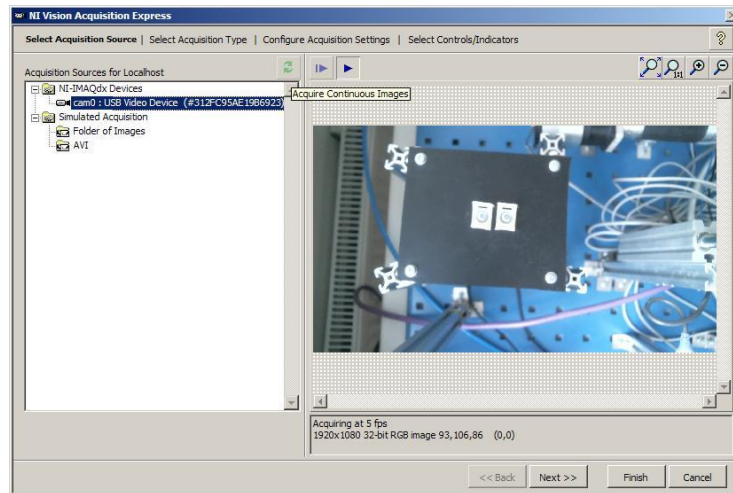 NI Vision Acquisition Express
Select Acquisition Source | Select Acquisition Type | Configure Acquisition Settings | Select Controls/Indicators
Acquisition Sources for Localhost
NI-IMAQdx Devices
cam0 : USB Video Device (#312FC95AE19B6923)
Acquire Continuous Images
Simulated Acquisition
Folder of Images
AVI
1:1
Acquiring at 5 fps
1920x1080 32-bit RGB image 93,106,86 (0,0)
<< Back
Next >>
Finish
Cancel